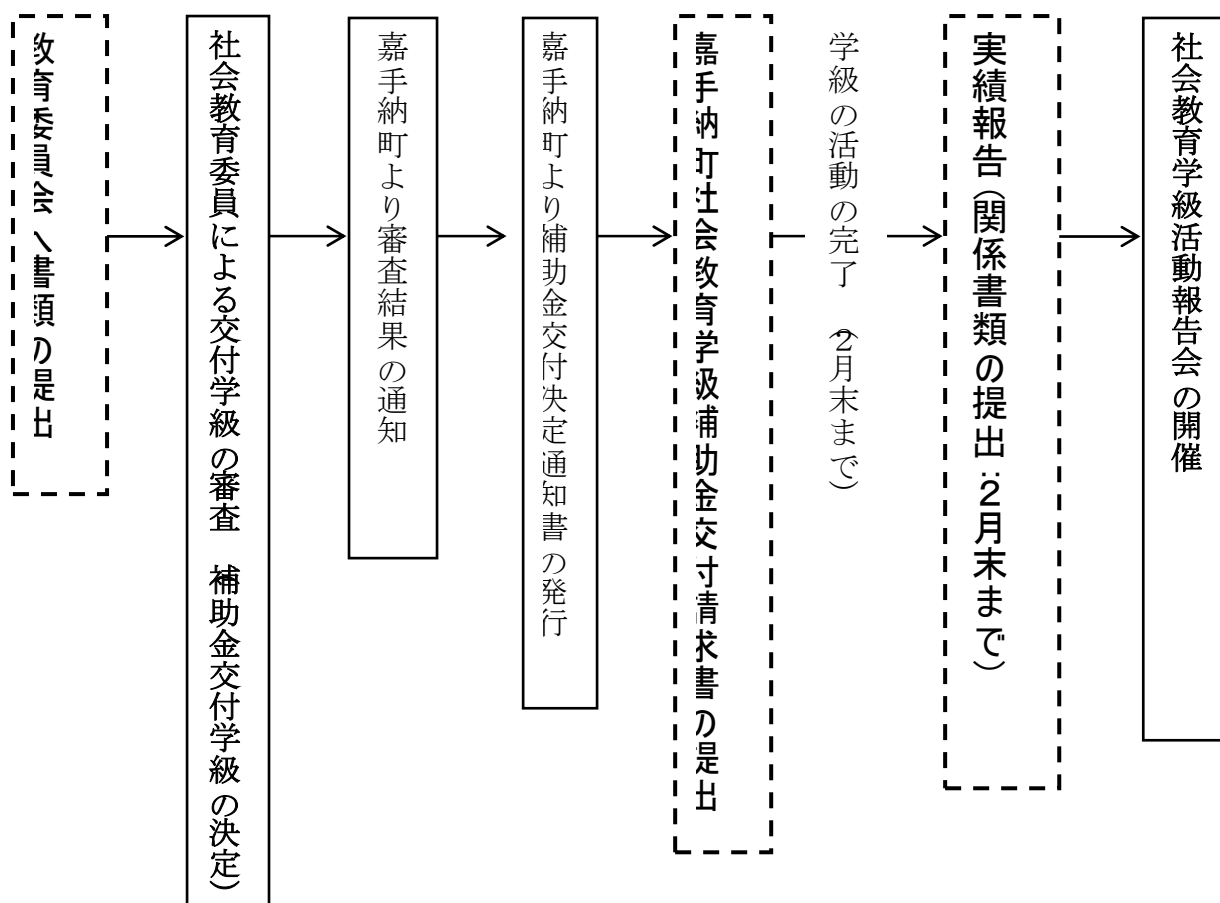 教育委員会へ書類の提出
社会教育委員による交付学級の審査　補助金交付学級の決定）
嘉手納町より審査結果の通知
嘉手納町より補助金交付決定通知書の発行
嘉手納町社会教育学級補助金交付請求書の提出
学級の活動の完了　（2月末まで）
実績報告（関係書類の提出：2月末まで）
社会教育学級活動報告会の開催